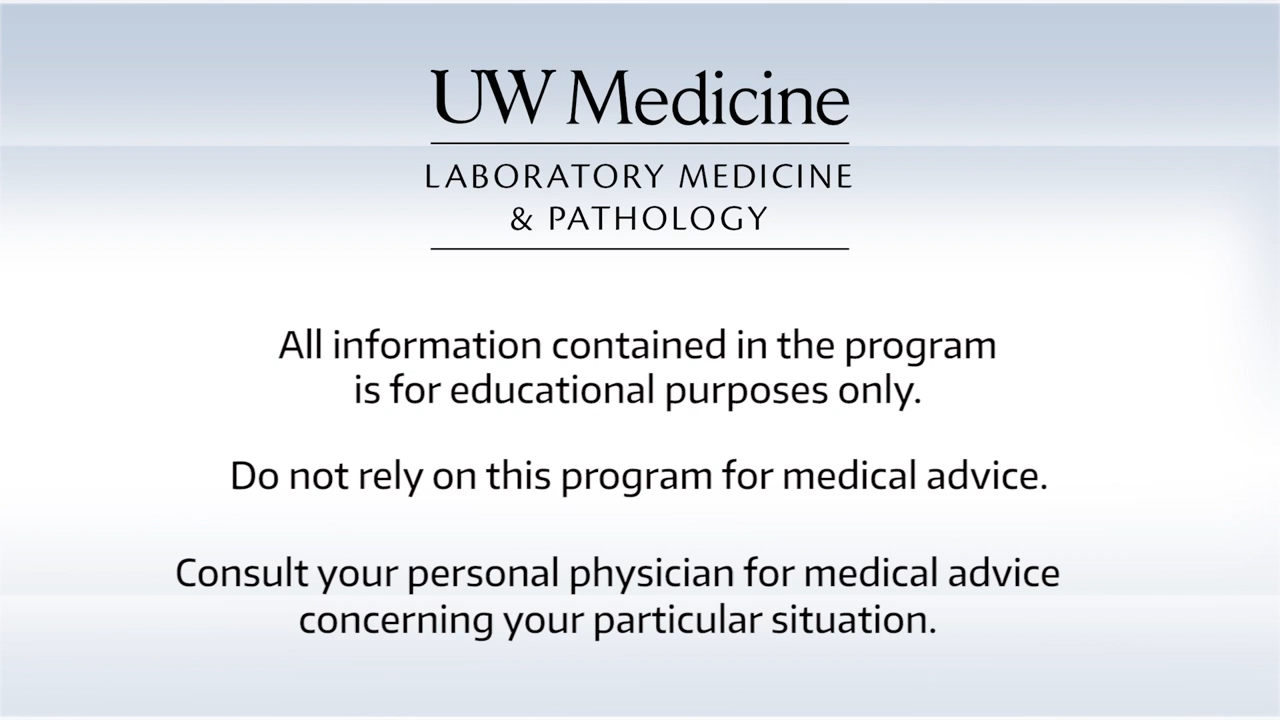 UW Medicine
LABORATORY MEDICINE
& PATHOLOGY
All information contained in the program
is for educational purposes only.
Do not rely on this program for medical advice.
Consult your personal physician for medical advice
concerning your particular situation.